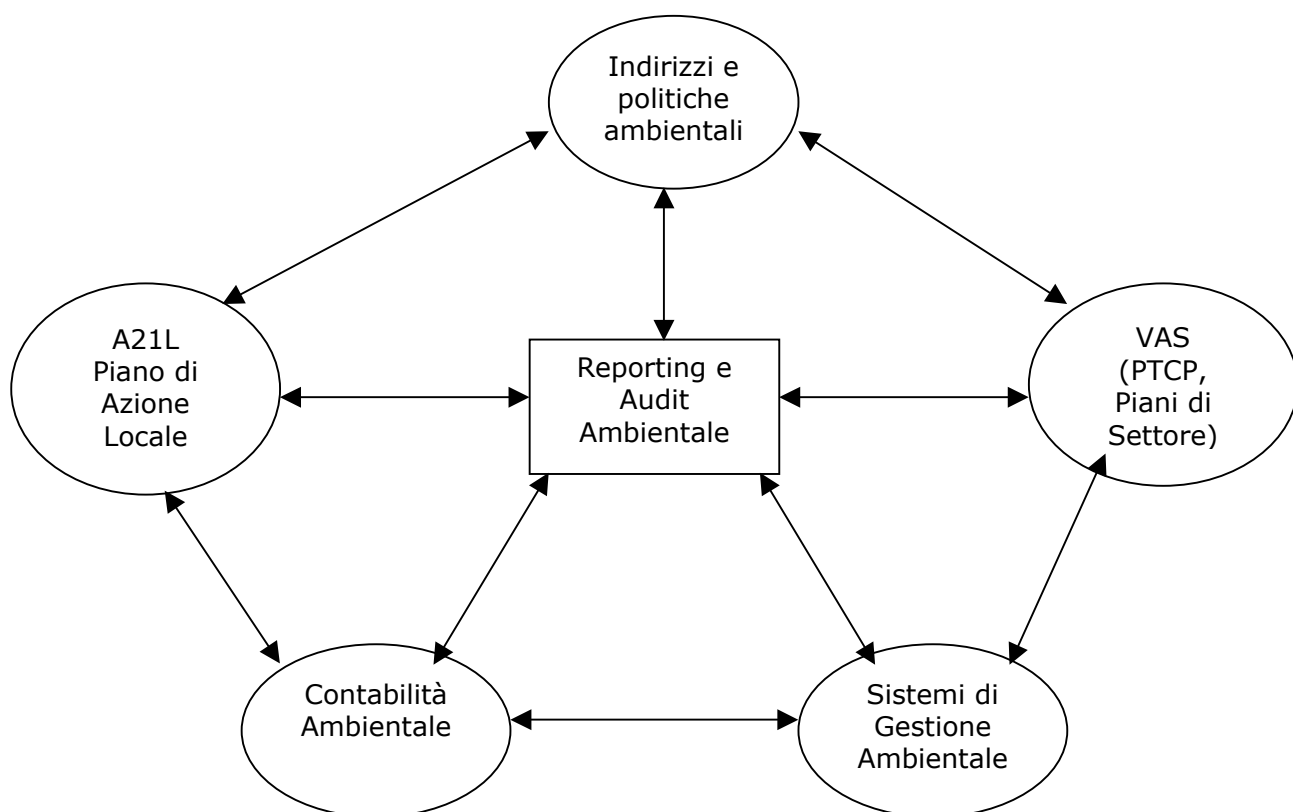 Indirizzi e
politiche
ambientali
A21L
Piano di
Azione
Locale
Reporting e
Audit
Ambientale
VAS
(PTCP,
Piani di
Settore)
Contabilità
Ambientale
Sistemi di
Gestione
Ambientale